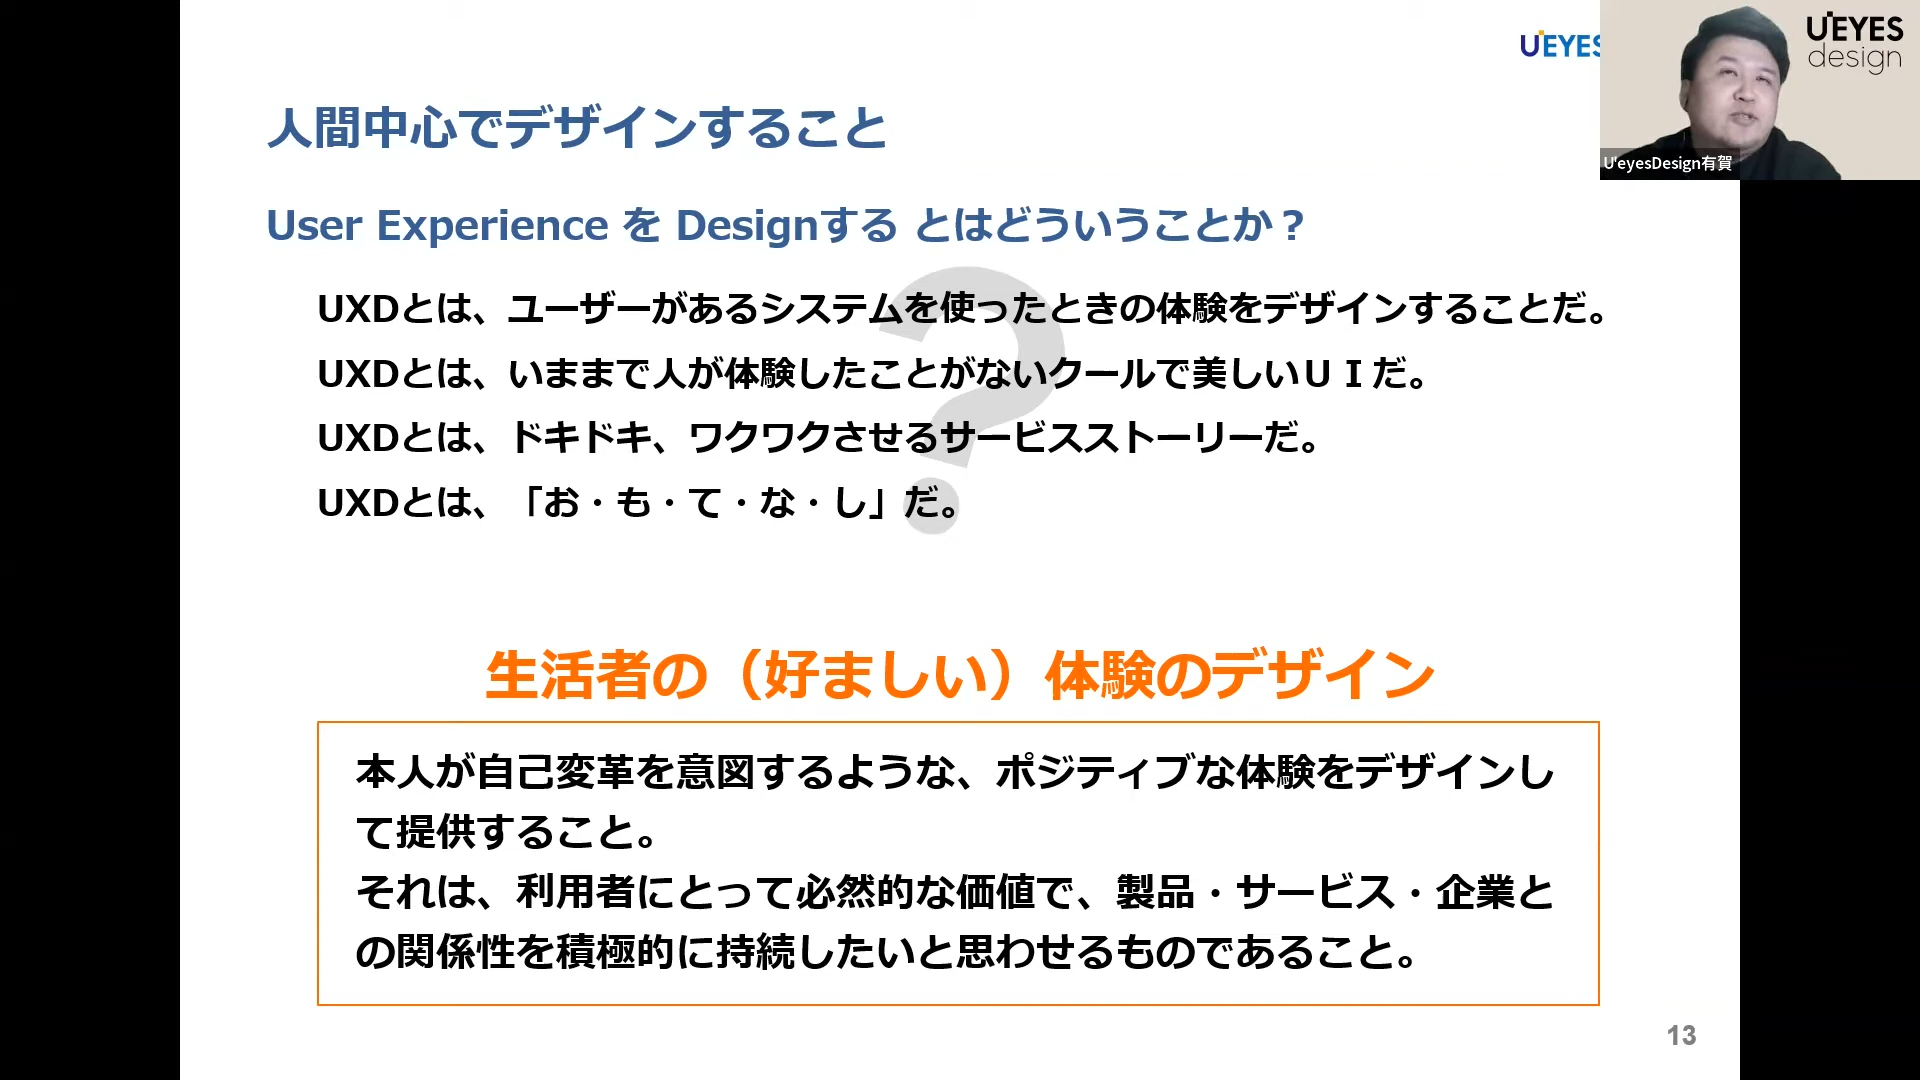 U'EYES
U'EYES
design
U'eyesDesign有賀
人間中心でデザインすること
User Experience を Designする とはどういうことか？
UXDとは、ユーザーがあるシステムを使ったときの体験をデザインすることだ。
UXDとは、いままで人が体験したことがないクールで美しいＵＩだ。
UXDとは、ドキドキ、ワクワクさせるサービスストーリーだ。
UXDとは、「お・も・て・な・し」だ。
?
生活者の（好ましい）体験のデザイン
本人が自己変革を意図するような、ポジティブな体験をデザインし
て提供すること。
それは、利用者にとって必然的な価値で、製品・サービス・企業と
の関係性を積極的に持続したいと思わせるものであること。
13